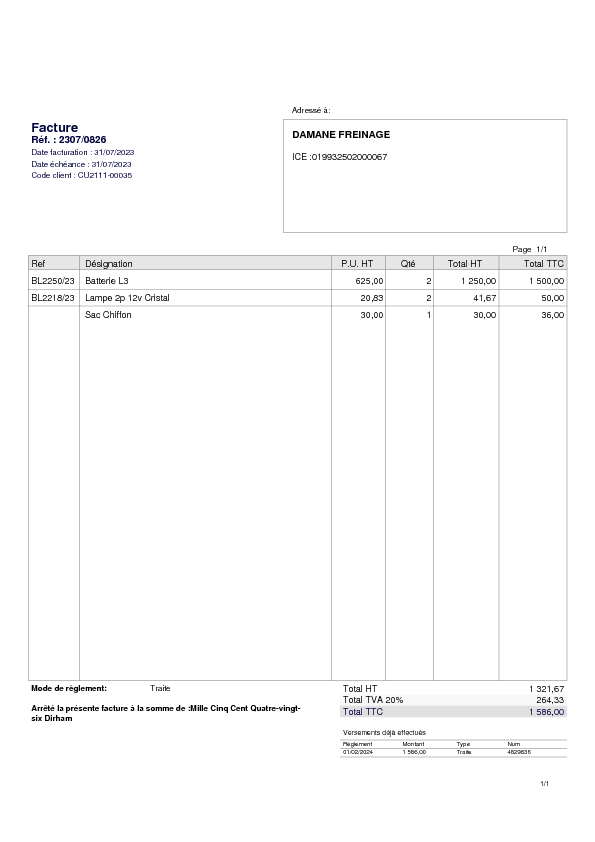 Adressé à:
Facture
Réf. : 2307/0826
Date facturation : 31/07/2023
Date échéance : 31/07/2023
Code client : CU2111-00035
DAMANE FREINAGE
ICE :019932502000067
Page 1/1
Ref Désignation P.U. HT Qté Total HT Total TTC
BL2250/23 Batterie L3 625,00 2 1 250,00 1 500,00
BL2218/23 Lampe 2p 12v Cristal 20,83 2 41,67 50,00
Sac Chiffon 30,00 1 30,00 36,00
Mode de règlement: Traite
Arrêté la présente facture à la somme de :Mille Cinq Cent Quatre-vingt-
six Dirham
Total HT 1 321,67
Total TVA 20% 264,33
Total TTC 1 586,00
Versements déjà effectués
Règlement Montant Type Num
01/02/2024 1 586,00 Traite 4829836
1/1